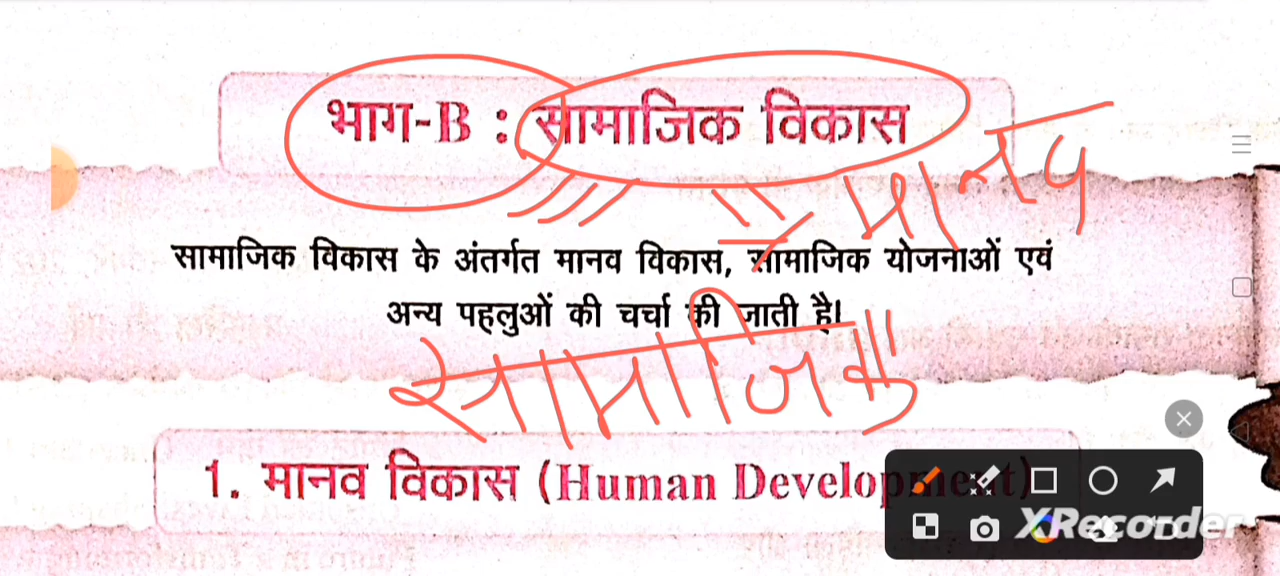 भाग-B : सामाजिक विकास
मानव
सामाजिक विकास के अंतर्गत मानव विकास, सामाजिक योजनाओं एवं
अन्य पहलुओं की चर्चा की जाती है।
सामाजिक
1. मानव विकास (Human Development)
XRecorder